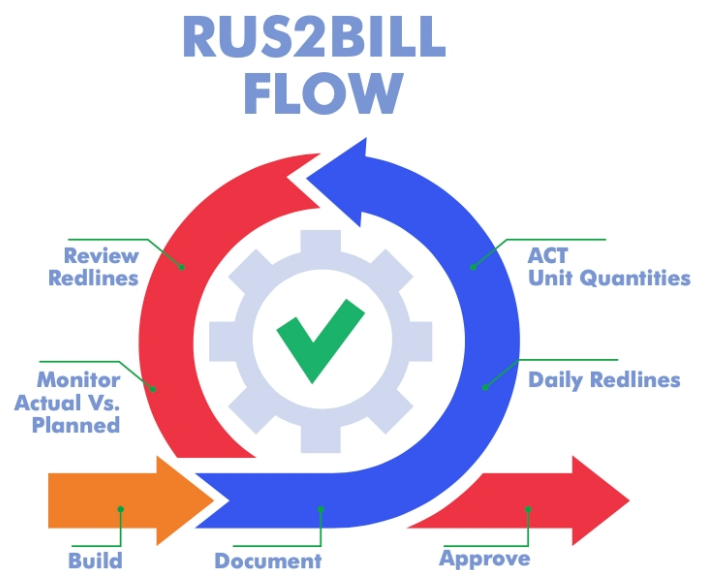 RUS2BILL
FLOW
Review
Redlines
ACT
Unit Quantities
Monitor
Actual Vs.
Planned
Daily Redlines
Build
Document
Approve